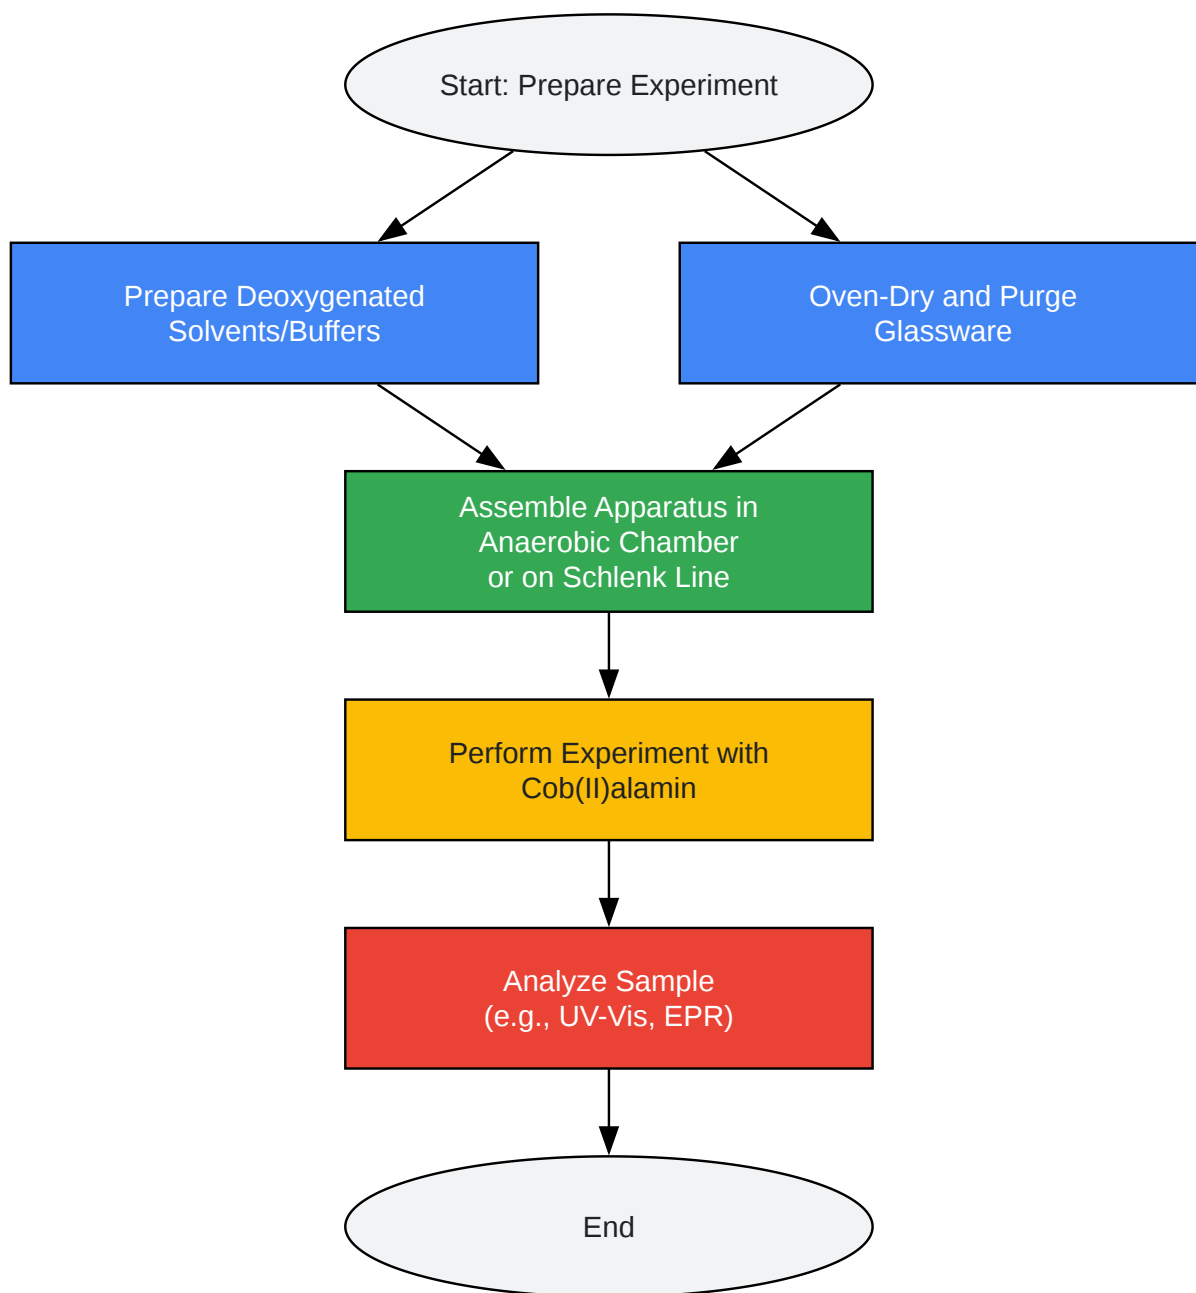 Start: Prepare Experiment
Prepare Deoxygenated
Solvents/Buffers
Oven-Dry and Purge
Glassware
Assemble Apparatus in
Anaerobic Chamber
or on Schlenk Line
Perform Experiment with
Cob(II)alamin
Analyze Sample
(e.g., UV-Vis, EPR)
End